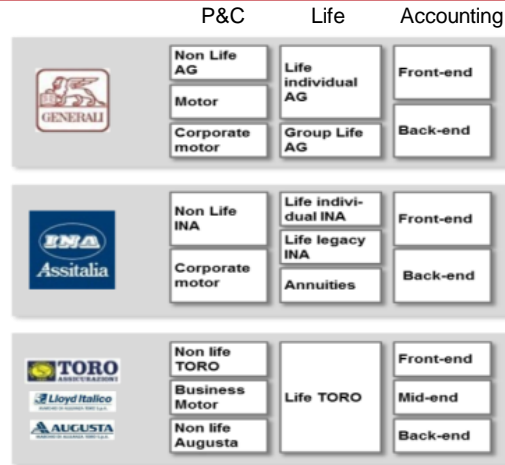 P&C Life Accounting
GENERALI
Non Life
AG
Motor
Corporate
motor
Life
individual
AG
Group Life
AG
Front-end
Back-end
INA
Assitalia
Non Life
INA
Corporate
motor
Life indivi-
dual INA
Life legacy
INA
Annuities
Front-end
Back-end
TORO
ASSICURAZIONI
Lloyd Italico
AUGUSTA
Non life
TORO
Business
Motor
Non life
Augusta
Life TORO
Front-end
Mid-end
Back-end